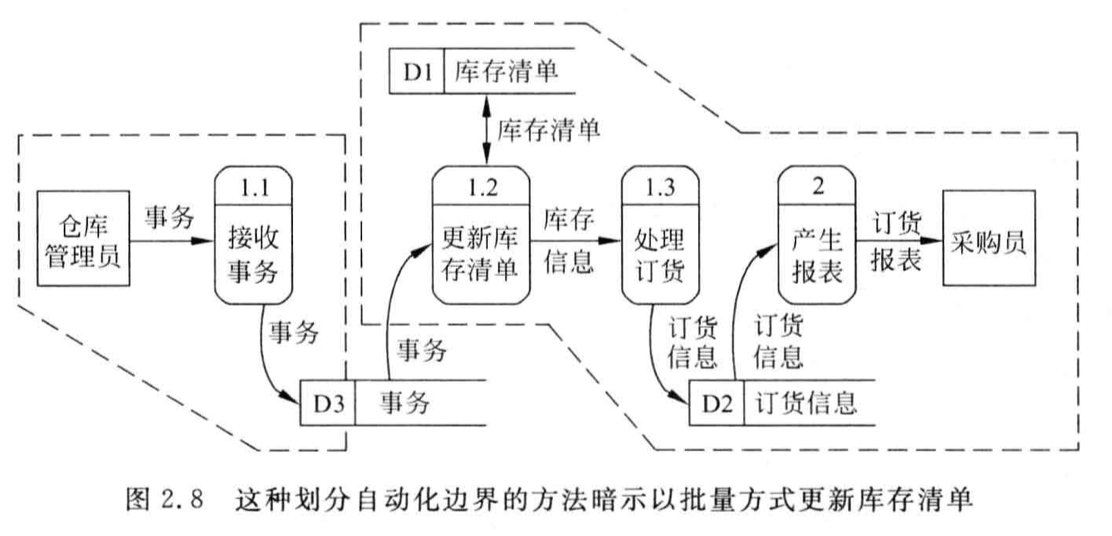 D1 库存清单
库存清单
仓库
管理员
事务
1.1
接收
事务
1.2
更新库
存清单
库存
信息
1.3
处理
订货
2
产生
报表
订货
报表
采购员
事务
事务
订货
信息
订货
信息
D3 事务
D2 订货信息
图 2.8 这种划分自动化边界的方法暗示以批量方式更新库存清单